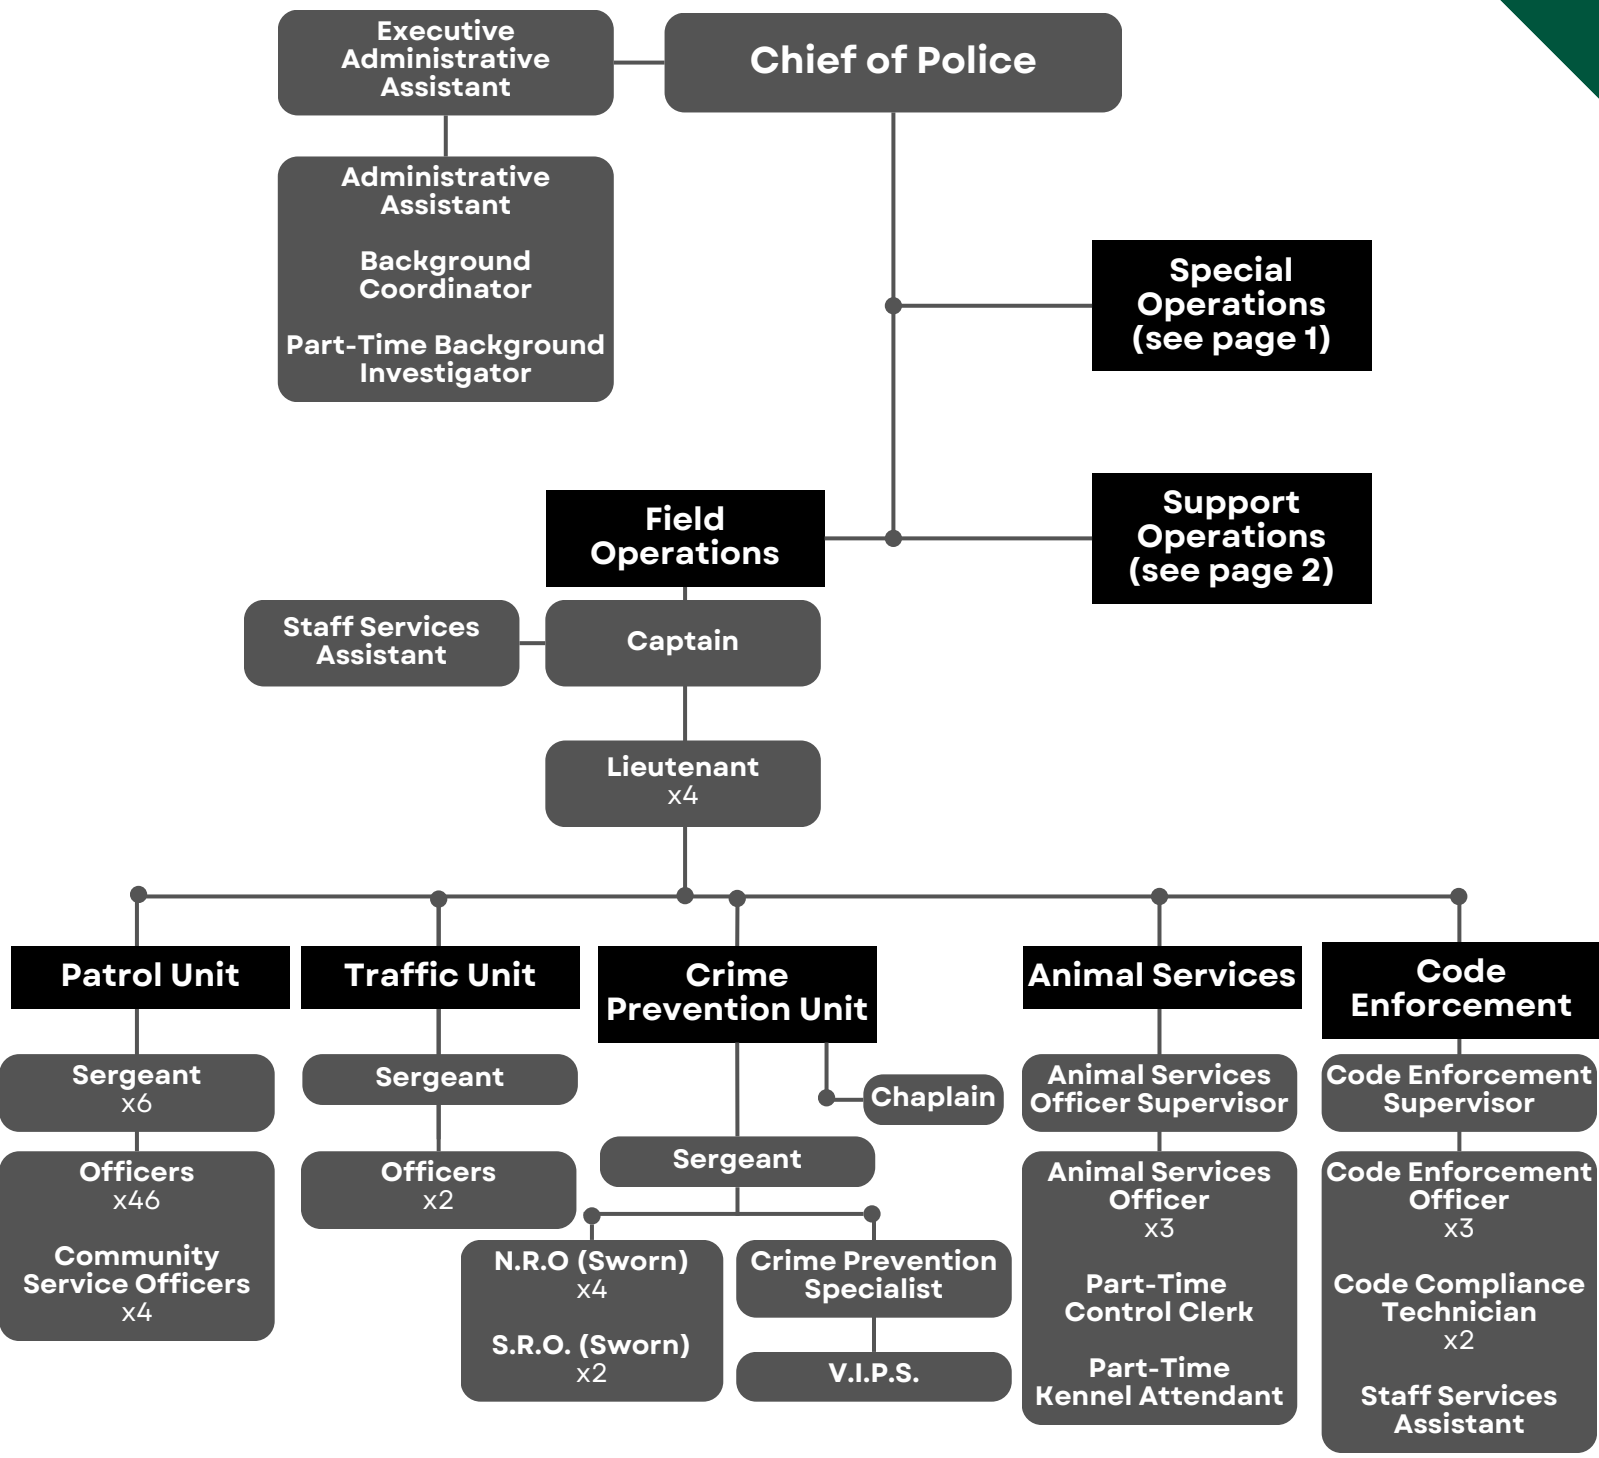 Executive
Administrative
Assistant
Chief of Police
Administrative
Assistant
Background
Coordinator
Part-Time Background
Investigator
Special
Operations
(see page 1)
Support
Operations
(see page 2)
Field
Operations
Staff Services
Assistant
Captain
Lieutenant
x4
Patrol Unit
Sergeant
x6
Officers
x46
Community
Service Officers
x4
Traffic Unit
Sergeant
Officers
x2
Crime
Prevention Unit
Chaplain
Sergeant
N.R.O (Sworn)
x4
S.R.O. (Sworn)
x2
Crime Prevention
Specialist
V.I.P.S.
Animal Services
Animal Services
Officer Supervisor
Animal Services
Officer
x3
Part-Time
Control Clerk
Part-Time
Kennel Attendant
Code
Enforcement
Code Enforcement
Supervisor
Code Enforcement
Officer
x3
Code Compliance
Technician
x2
Staff Services
Assistant